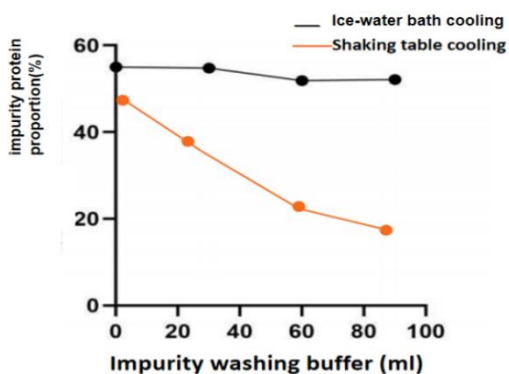 Ice-water bath cooling
Shaking table cooling
impurity protein
proportion(%)
60
40
20
0
0 20 40 60 80 100
Impurity washing buffer (ml)